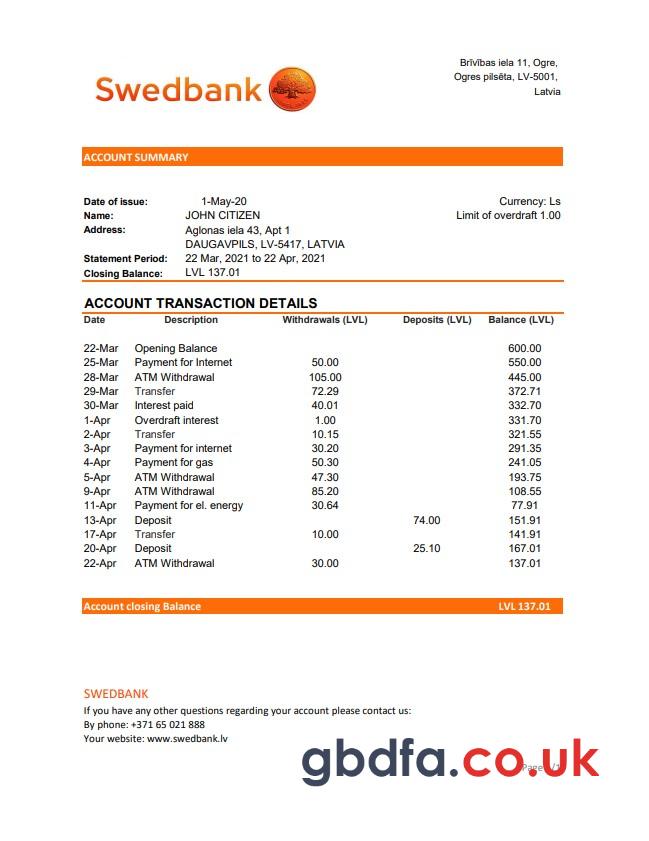 Swedbank
Brīvības iela 11, Ogre,
Ogres pilsēta, LV-5001,
Latvia
ACCOUNT SUMMARY
Date of issue: 1-May-20 Currency: Ls
Name: JOHN CITIZEN Limit of overdraft 1.00
Address: Aglonas iela 43, Apt 1
DAUGAVPILS, LV-5417, LATVIA
Statement Period: 22 Mar, 2021 to 22 Apr, 2021
Closing Balance: LVL 137.01
ACCOUNT TRANSACTION DETAILS
Date Description Withdrawals (LVL) Deposits (LVL) Balance (LVL)
22-Mar Opening Balance 600.00
25-Mar Payment for Internet 50.00 550.00
28-Mar ATM Withdrawal 105.00 445.00
29-Mar Transfer 72.29 372.71
30-Mar Interest paid 40.01 332.70
1-Apr Overdraft interest 1.00 331.70
2-Apr Transfer 10.15 321.55
3-Apr Payment for internet 30.20 291.35
4-Apr Payment for gas 50.30 241.05
5-Apr ATM Withdrawal 47.30 193.75
9-Apr ATM Withdrawal 85.20 108.55
11-Apr Payment for el. energy 30.64 77.91
13-Apr Deposit 74.00 151.91
17-Apr Transfer 10.00 141.91
20-Apr Deposit 25.10 167.01
22-Apr ATM Withdrawal 30.00 137.01
Account closing Balance LVL 137.01
SWEDBANK
If you have any other questions regarding your account please contact us:
By phone: +371 65 021 888
Your website: www.swedbank.lv
gbdfa.co.uk
Page